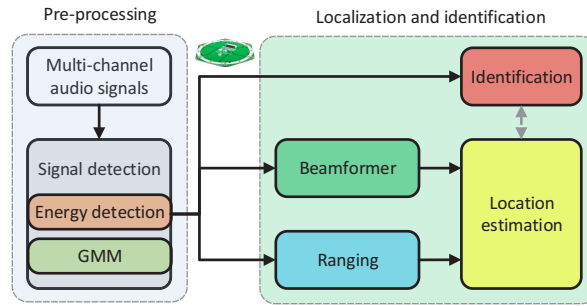 Pre-processing
Multi-channel
audio signals
Signal detection
Energy detection
GMM
Localization and identification
Identification
Beamformer
Ranging
Location
estimation